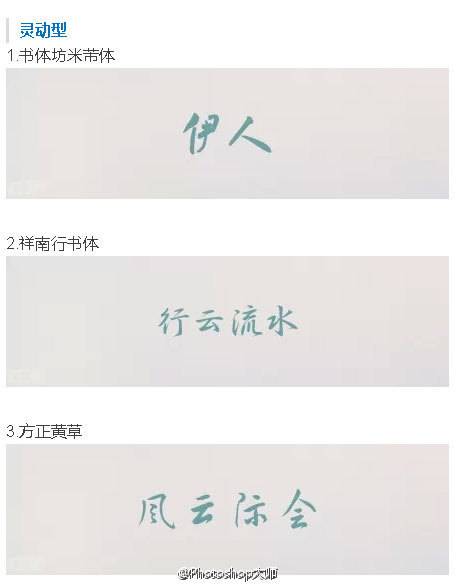 灵动型
1.书体坊米芾体
伊人
2.祥南行书体
行云流水
3.方正黄草
风云际会
@Photoshop大师